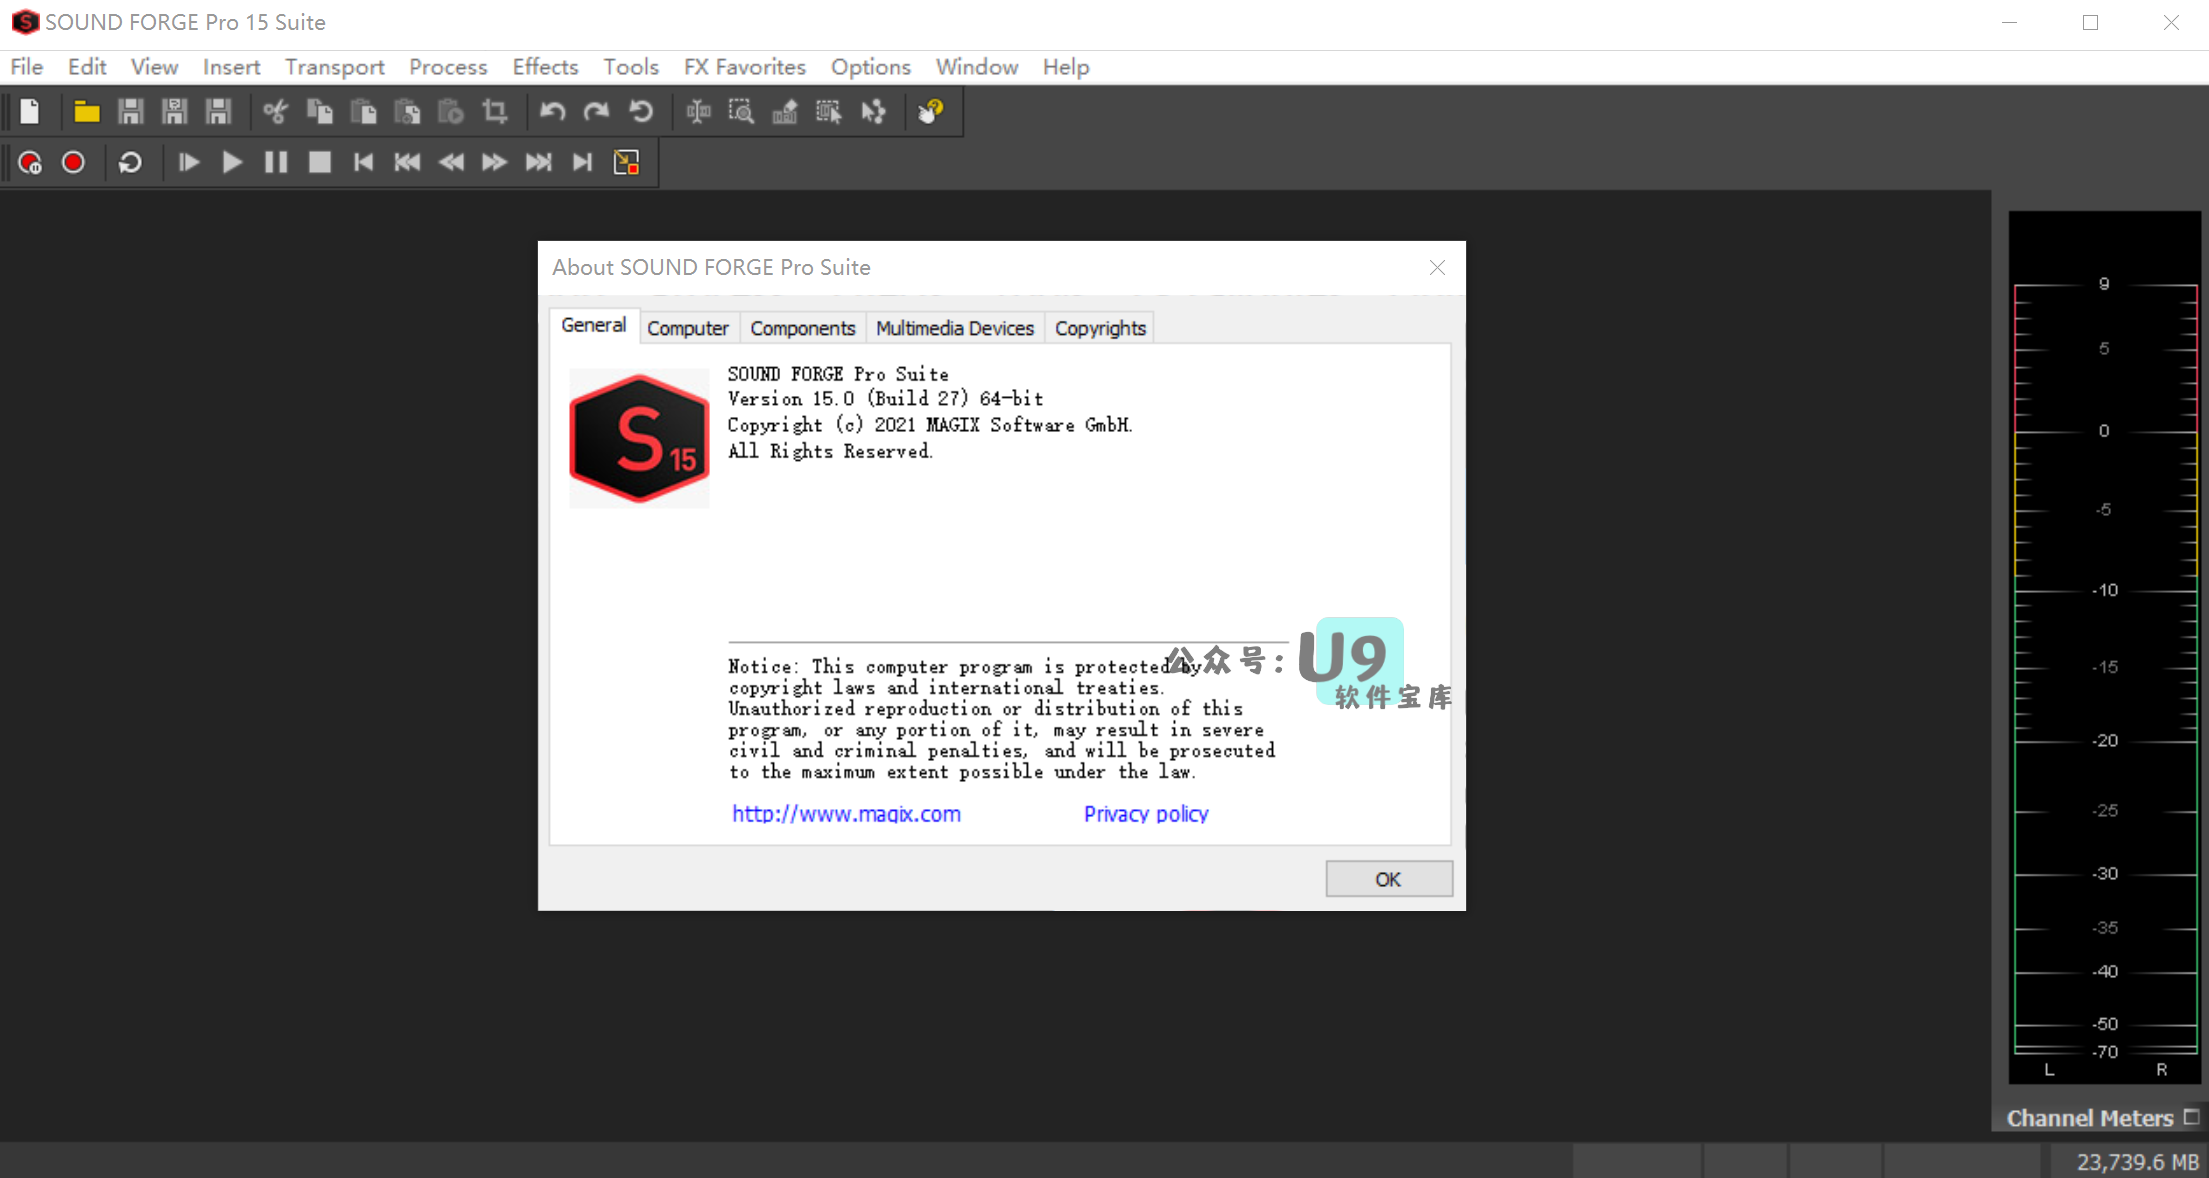 SOUND FORGE Pro 15 Suite
File Edit View Insert Transport Process Effects Tools FX Favorites Options Window Help
About SOUND FORGE Pro Suite
General Computer Components Multimedia Devices Copyrights
S 15
SOUND FORGE Pro Suite
Version 15.0 (Build 27) 64-bit
Copyright (c) 2021 MAGIX Software GmbH.
All Rights Reserved.
公众号: U9
软件宝库
Notice: This computer program is protected by
copyright laws and international treaties.
Unauthorized reproduction or distribution of this
program, or any portion of it, may result in severe
civil and criminal penalties, and will be prosecuted
to the maximum extent possible under the law.
http://www.magix.com Privacy policy
OK
9
5
0
-5
-10
-15
-20
-25
-30
-35
-40
-50
-70
L R
Channel Meters
23,739.6 MB